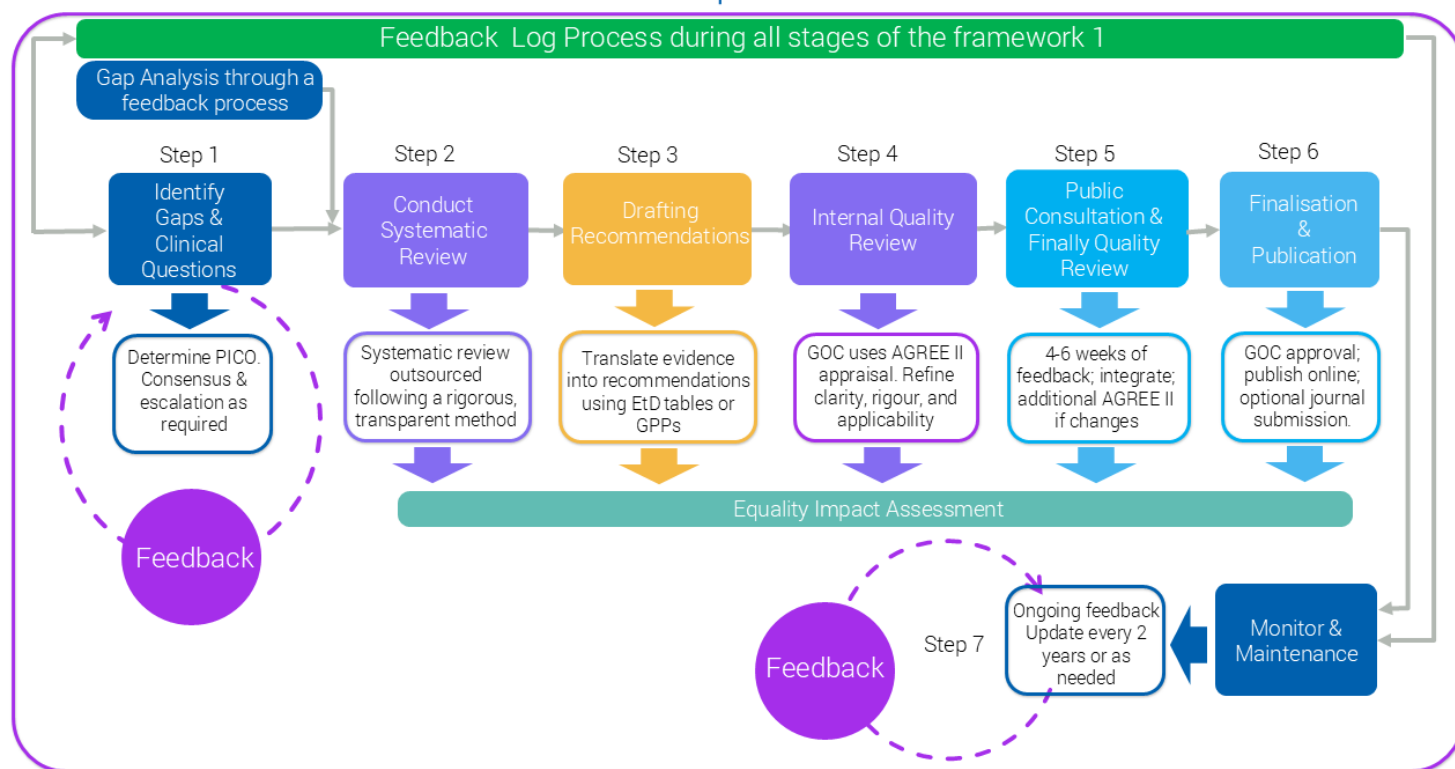 Feedback Log Process during all stages of the framework 1
Gap Analysis through a
feedback process
Step 1
Identify
Gaps &
Clinical
Questions
Determine PICO.
Consensus &
escalation as
required
Feedback
Step 2
Conduct
Systematic
Review
Systematic review
outsourced
following a rigorous,
transparent method
Step 3
Drafting
Recommendations
Translate evidence
into recommendations
using EtD tables or
GPPs
Step 4
Internal Quality
Review
GOC uses AGREE II
appraisal. Refine
clarity, rigour, and
applicability
Step 5
Public
Consultation &
Finally Quality
Review
4-6 weeks of
feedback; integrate;
additional AGREE II
if changes
Step 6
Finalisation
&
Publication
GOC approval;
publish online;
optional journal
submission.
Equality Impact Assessment
Feedback
Step 7
Ongoing feedback
Update every 2
years or as
needed
Monitor &
Maintenance